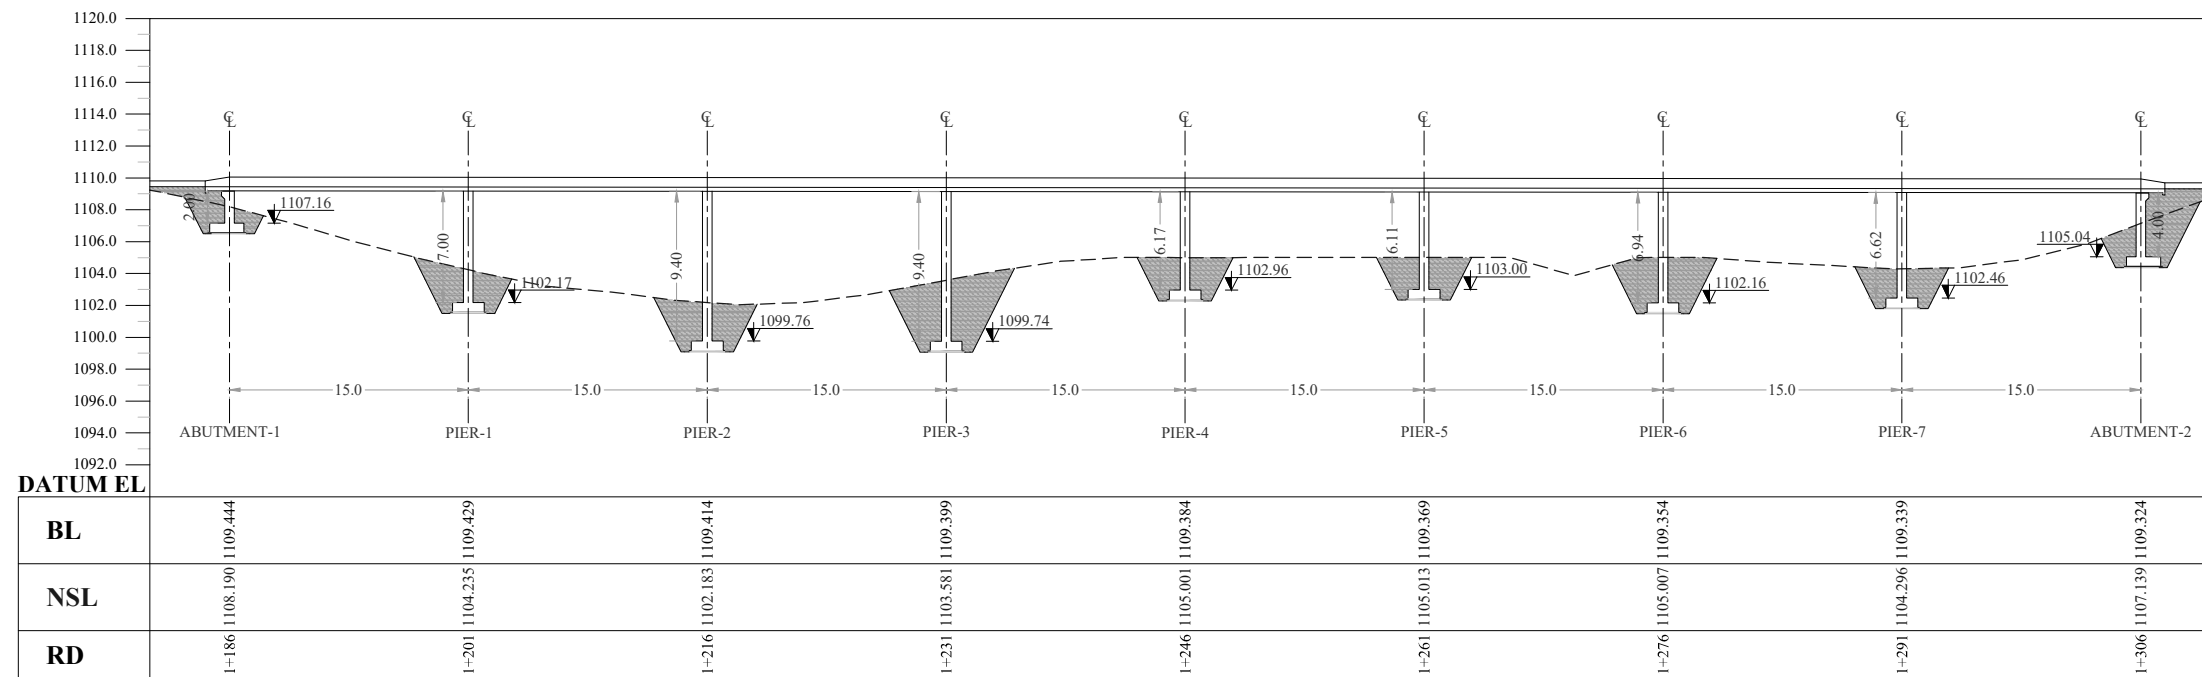 1120.0
1118.0
1116.0
1114.0
1112.0
1110.0
1108.0
1106.0
1104.0
1102.0
1100.0
1098.0
1096.0
1094.0
1092.0
DATUM EL
℄ ℄ ℄ ℄ ℄ ℄ ℄ ℄ ℄
2.00 7.00 9.40 9.40 6.17 6.11 6.94 6.62 4.00
1107.16 1102.17 1099.76 1099.74 1102.96 1103.00 1102.16 1102.46 1105.04
15.0 15.0 15.0 15.0 15.0 15.0 15.0 15.0
ABUTMENT-1 PIER-1 PIER-2 PIER-3 PIER-4 PIER-5 PIER-6 PIER-7 ABUTMENT-2
BL 1109.444 1109.429 1109.414 1109.399 1109.384 1109.369 1109.354 1109.339 1109.324
NSL 1108.190 1104.235 1102.183 1103.581 1105.001 1105.013 1105.007 1104.296 1107.139
RD 1+186 1+201 1+216 1+231 1+246 1+261 1+276 1+291 1+306